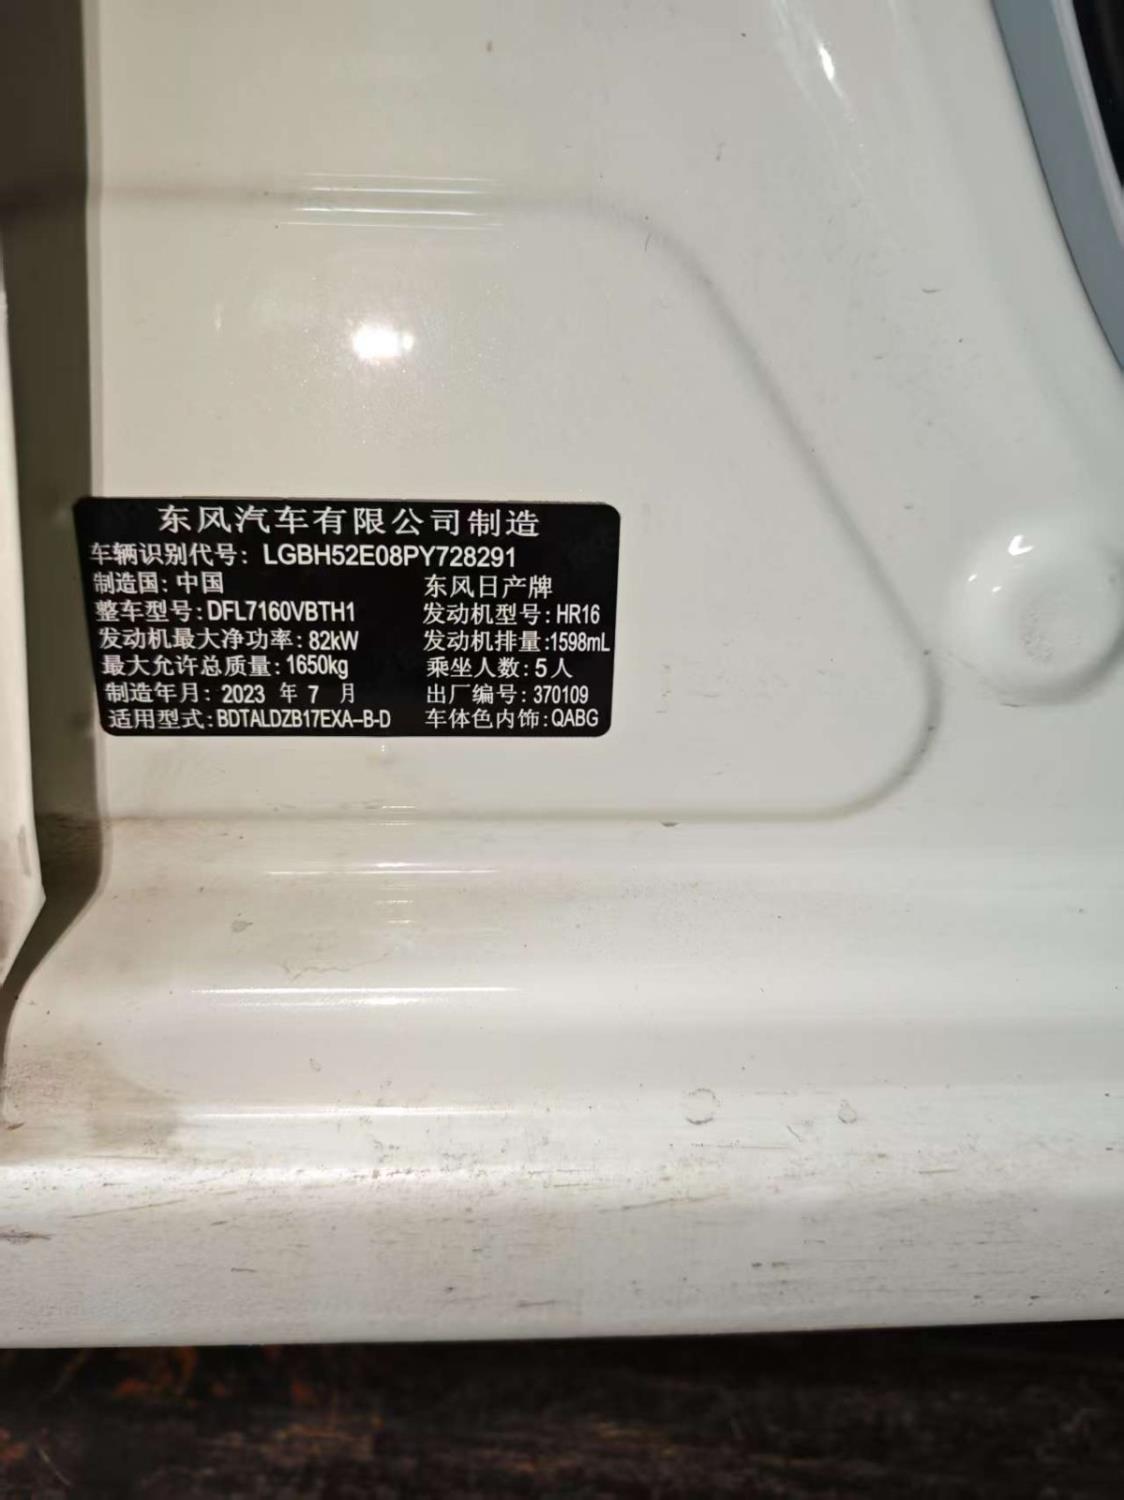 东风汽车有限公司制造
车辆识别代号: LGBH52E08PY728291
制造国: 中国 东风日产牌
整车型号: DFL7160VBTH1 发动机型号: HR16
发动机最大净功率: 82kW 发动机排量: 1598mL
最大允许总质量: 1650kg 乘坐人数: 5人
制造年月: 2023 年 7 月 出厂编号: 370109
适用型式: BDTALDZB17EXA-B-D 车体色内饰: QABG